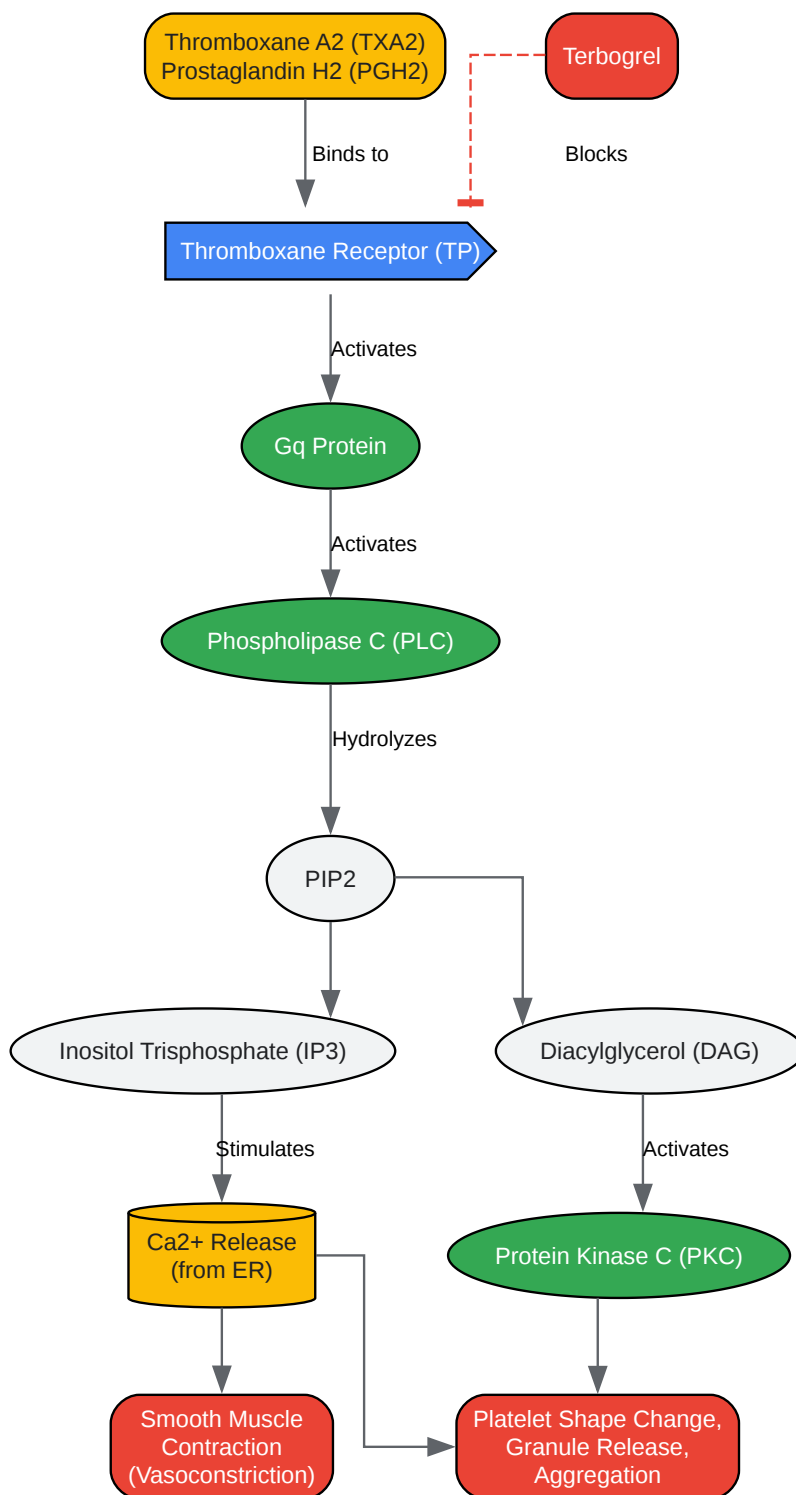 Thromboxane A2 (TXA2)
Prostaglandin H2 (PGH2)
Terbogrel
Binds to
Blocks
Thromboxane Receptor (TP)
Activates
Gq Protein
Activates
Phospholipase C (PLC)
Hydrolyzes
PIP2
Inositol Trisphosphate (IP3)
Diacylglycerol (DAG)
Stimulates
Activates
Ca2+ Release
(from ER)
Protein Kinase C (PKC)
Smooth Muscle
Contraction
(Vasoconstriction)
Platelet Shape Change,
Granule Release,
Aggregation